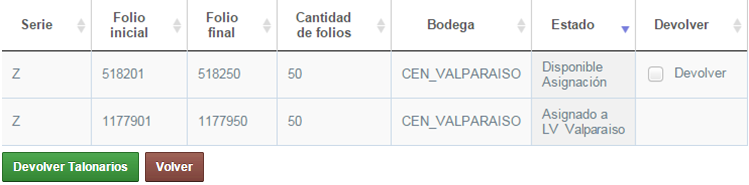 Serie Folio inicial Folio final Cantidad de folios Bodega Estado Devolver
Z 518201 518250 50 CEN_VALPARAISO Disponible Asignación Devolver
Z 1177901 1177950 50 CEN_VALPARAISO Asignado a LV Valparaiso
Devolver Talonarios Volver